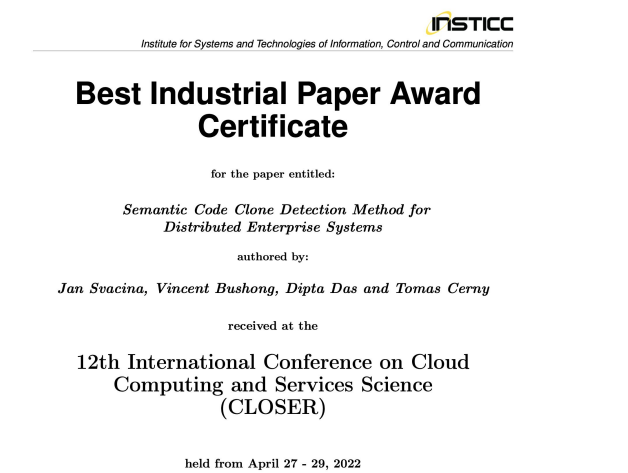 INSTICC
Institute for Systems and Technologies of Information, Control and Communication
Best Industrial Paper Award
Certificate
for the paper entitled:
Semantic Code Clone Detection Method for
Distributed Enterprise Systems
authored by:
Jan Svacina, Vincent Bushong, Dipta Das and Tomas Cerny
received at the
12th International Conference on Cloud
Computing and Services Science
(CLOSER)
held from April 27 - 29, 2022